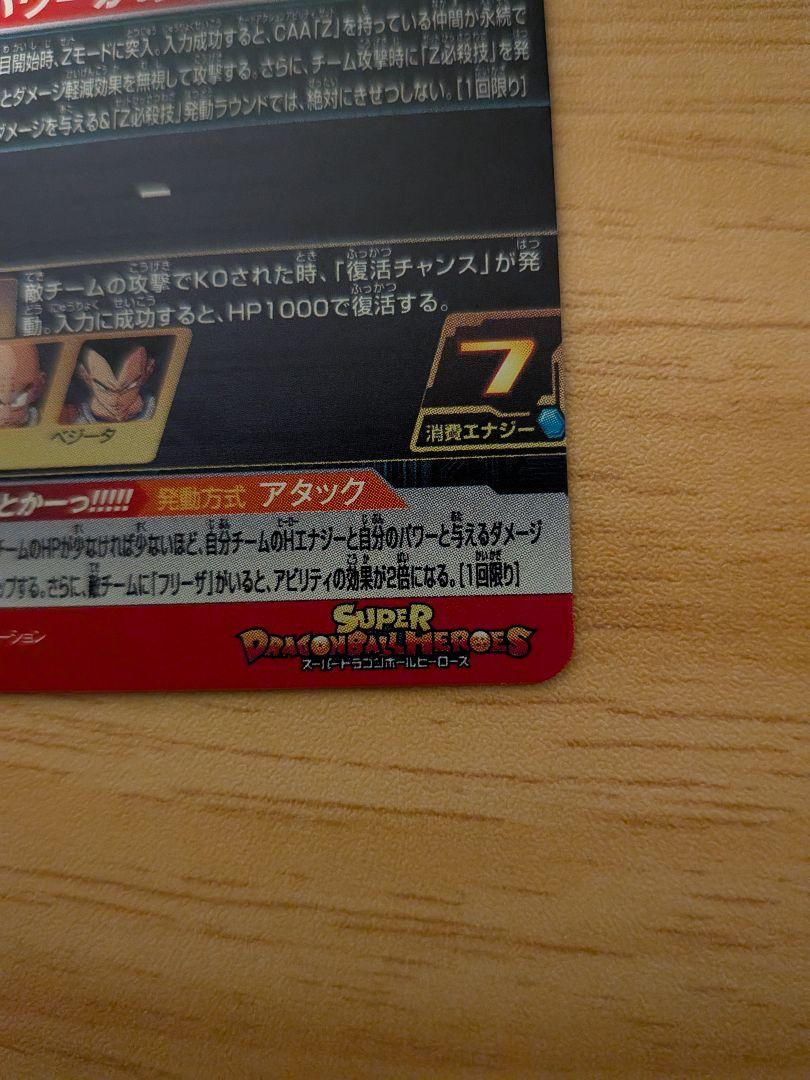 目開始時、Zモードに突入。入力成功すると、CAA「Z」を持っている仲間が永続で
とダメージ軽減効果を無視して攻撃する。さらに、チーム攻撃時に「Z必殺技」を発
ダメージを与える&「Z必殺技」発動ラウンドでは、絶対にきぜつしない。[1回限り]
敵チームの攻撃でKOされた時、「復活チャンス」が発
動。入力に成功すると、HP1000で復活する。
7
消費エナジー
ベジータ
とかーっ!!!!! 発動方式 アタック
チームのHPが少なければ少ないほど、自分チームのHエナジーと自分のパワーと与えるダメージ
ップする。さらに、敵チームに「フリーザ」がいると、アビリティの効果が2倍になる。[1回限り]
ーション
SUPER
DRAGONBALL HEROES
スーパードラゴンボールヒーローズ